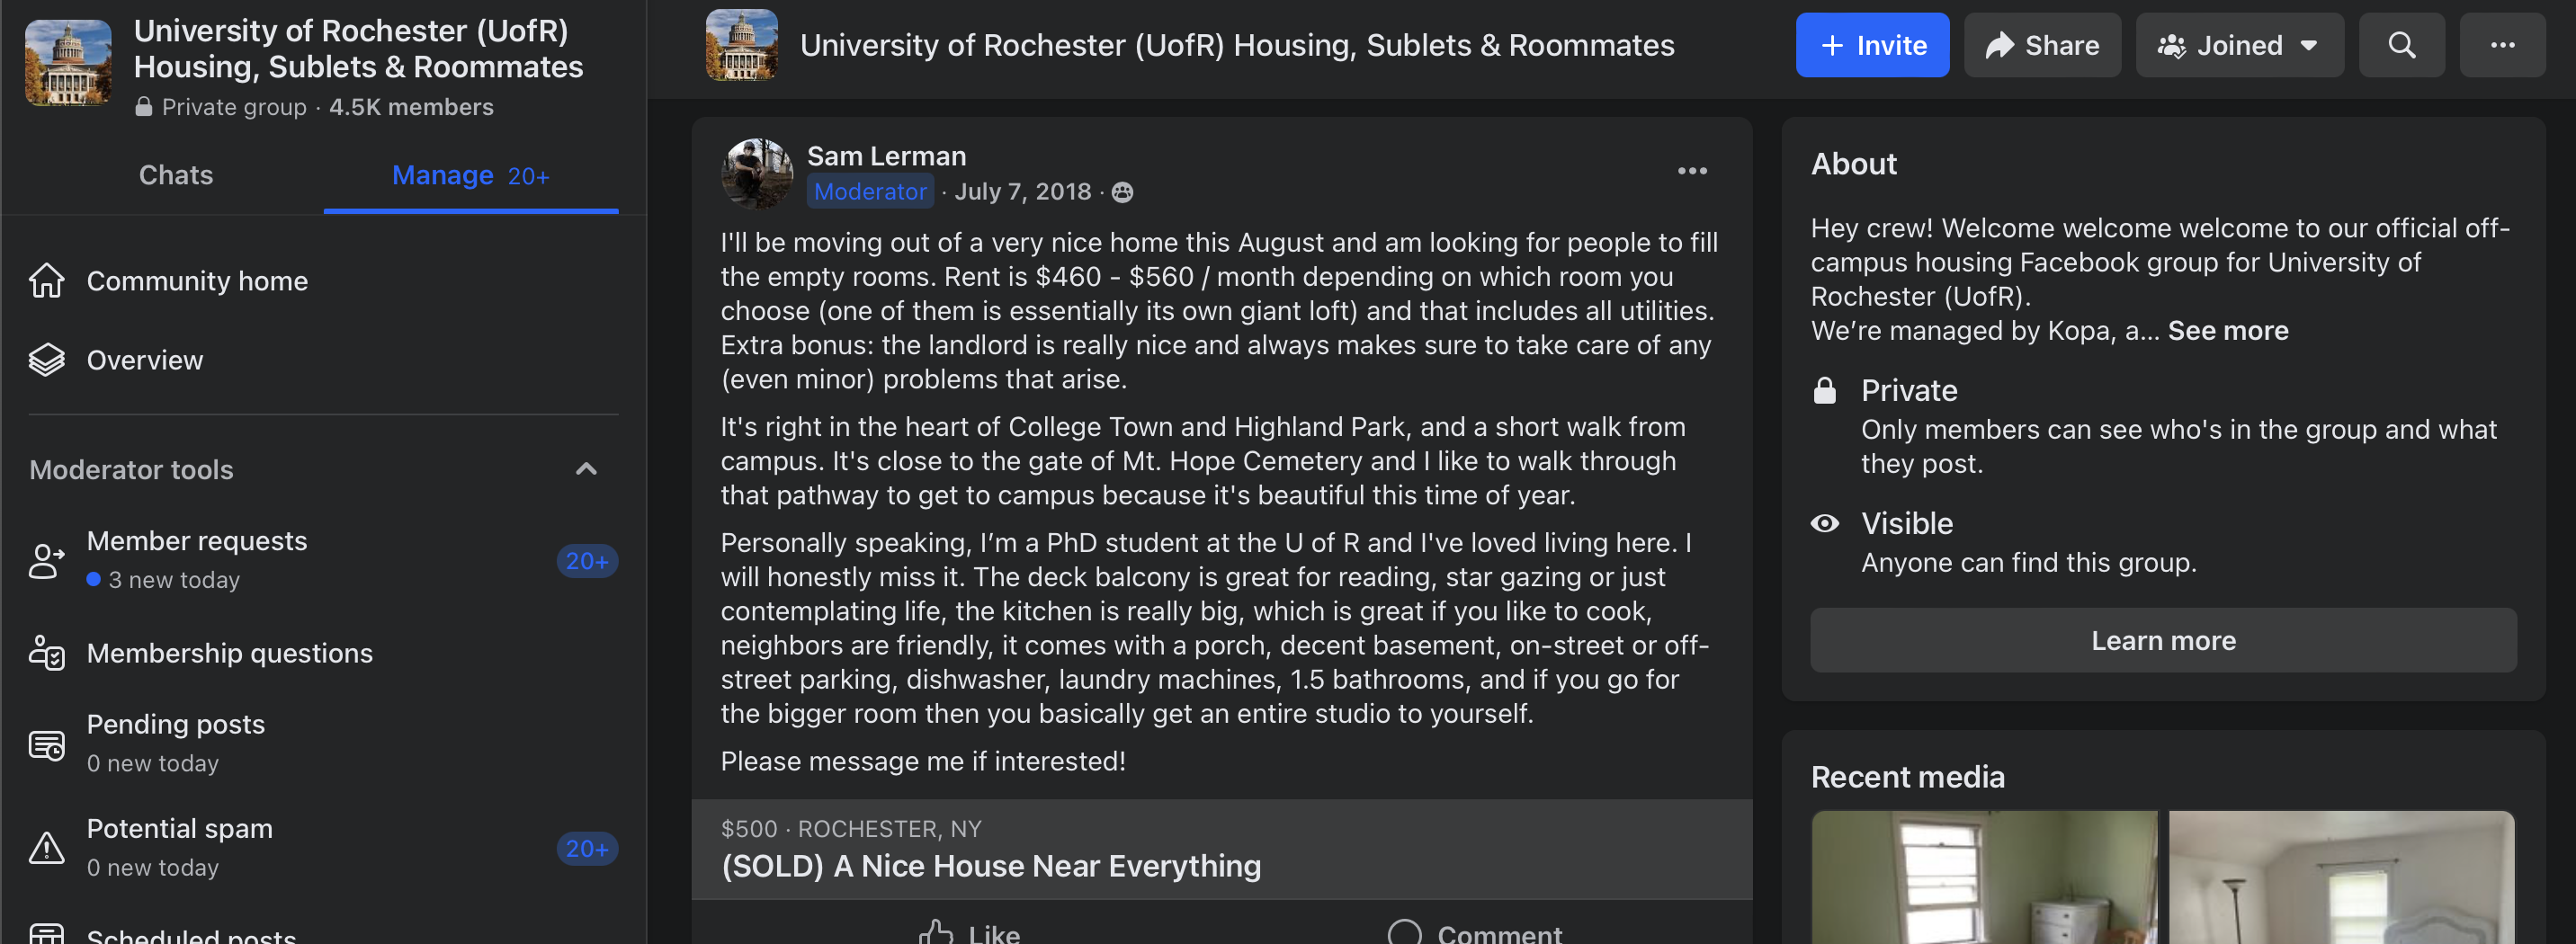 University of Rochester (UofR)
Housing, Sublets & Roommates
Private group · 4.5K members
Chats
Manage 20+
Community home
Overview
Moderator tools
Member requests
3 new today
20+
Membership questions
Pending posts
0 new today
Potential spam
0 new today
20+
Scheduled posts
University of Rochester (UofR) Housing, Sublets & Roommates
+ Invite
Share
Joined
Sam Lerman
Moderator · July 7, 2018 ·
I'll be moving out of a very nice home this August and am looking for people to fill
the empty rooms. Rent is $460 - $560 / month depending on which room you
choose (one of them is essentially its own giant loft) and that includes all utilities.
Extra bonus: the landlord is really nice and always makes sure to take care of any
(even minor) problems that arise.
It's right in the heart of College Town and Highland Park, and a short walk from
campus. It's close to the gate of Mt. Hope Cemetery and I like to walk through
that pathway to get to campus because it's beautiful this time of year.
Personally speaking, I’m a PhD student at the U of R and I've loved living here. I
will honestly miss it. The deck balcony is great for reading, star gazing or just
contemplating life, the kitchen is really big, which is great if you like to cook,
neighbors are friendly, it comes with a porch, decent basement, on-street or off-
street parking, dishwasher, laundry machines, 1.5 bathrooms, and if you go for
the bigger room then you basically get an entire studio to yourself.
Please message me if interested!
$500 · ROCHESTER, NY
(SOLD) A Nice House Near Everything
Like
Comment
About
Hey crew! Welcome welcome welcome to our official off-
campus housing Facebook group for University of
Rochester (UofR).
We’re managed by Kopa, a... See more
Private
Only members can see who's in the group and what
they post.
Visible
Anyone can find this group.
Learn more
Recent media